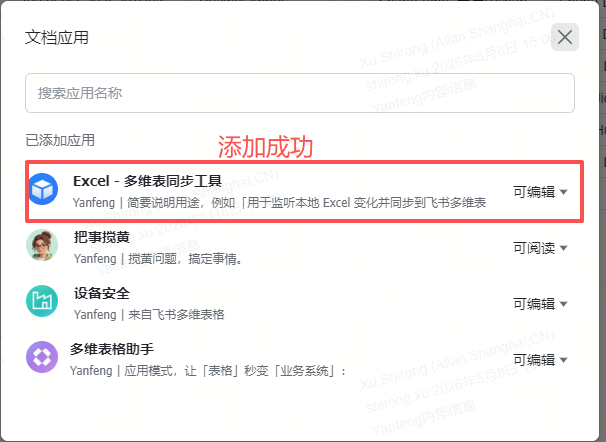 文档应用
搜索应用名称
已添加应用
添加成功
Excel - 多维表同步工具
可编辑
Yanfeng | 简要说明用途，例如「用于监听本地 Excel 变化并同步到飞书多维表
把事搅黄
可阅读
Yanfeng | 搅黄问题，搞定事情。
设备安全
可编辑
Yanfeng | 来自飞书多维表格
多维表格助手
可编辑
Yanfeng | 应用模式，让「表格」秒变「业务系统」：
Xu.Shirong (Allan.Shanghai.CN)
shirong.xu 2026年5月8日 15:0
Yanfeng内部信息
Xu.Shirong (Allan.Shanghai.CN)
shirong.xu 2026年5月8日
Yanfeng内部信息